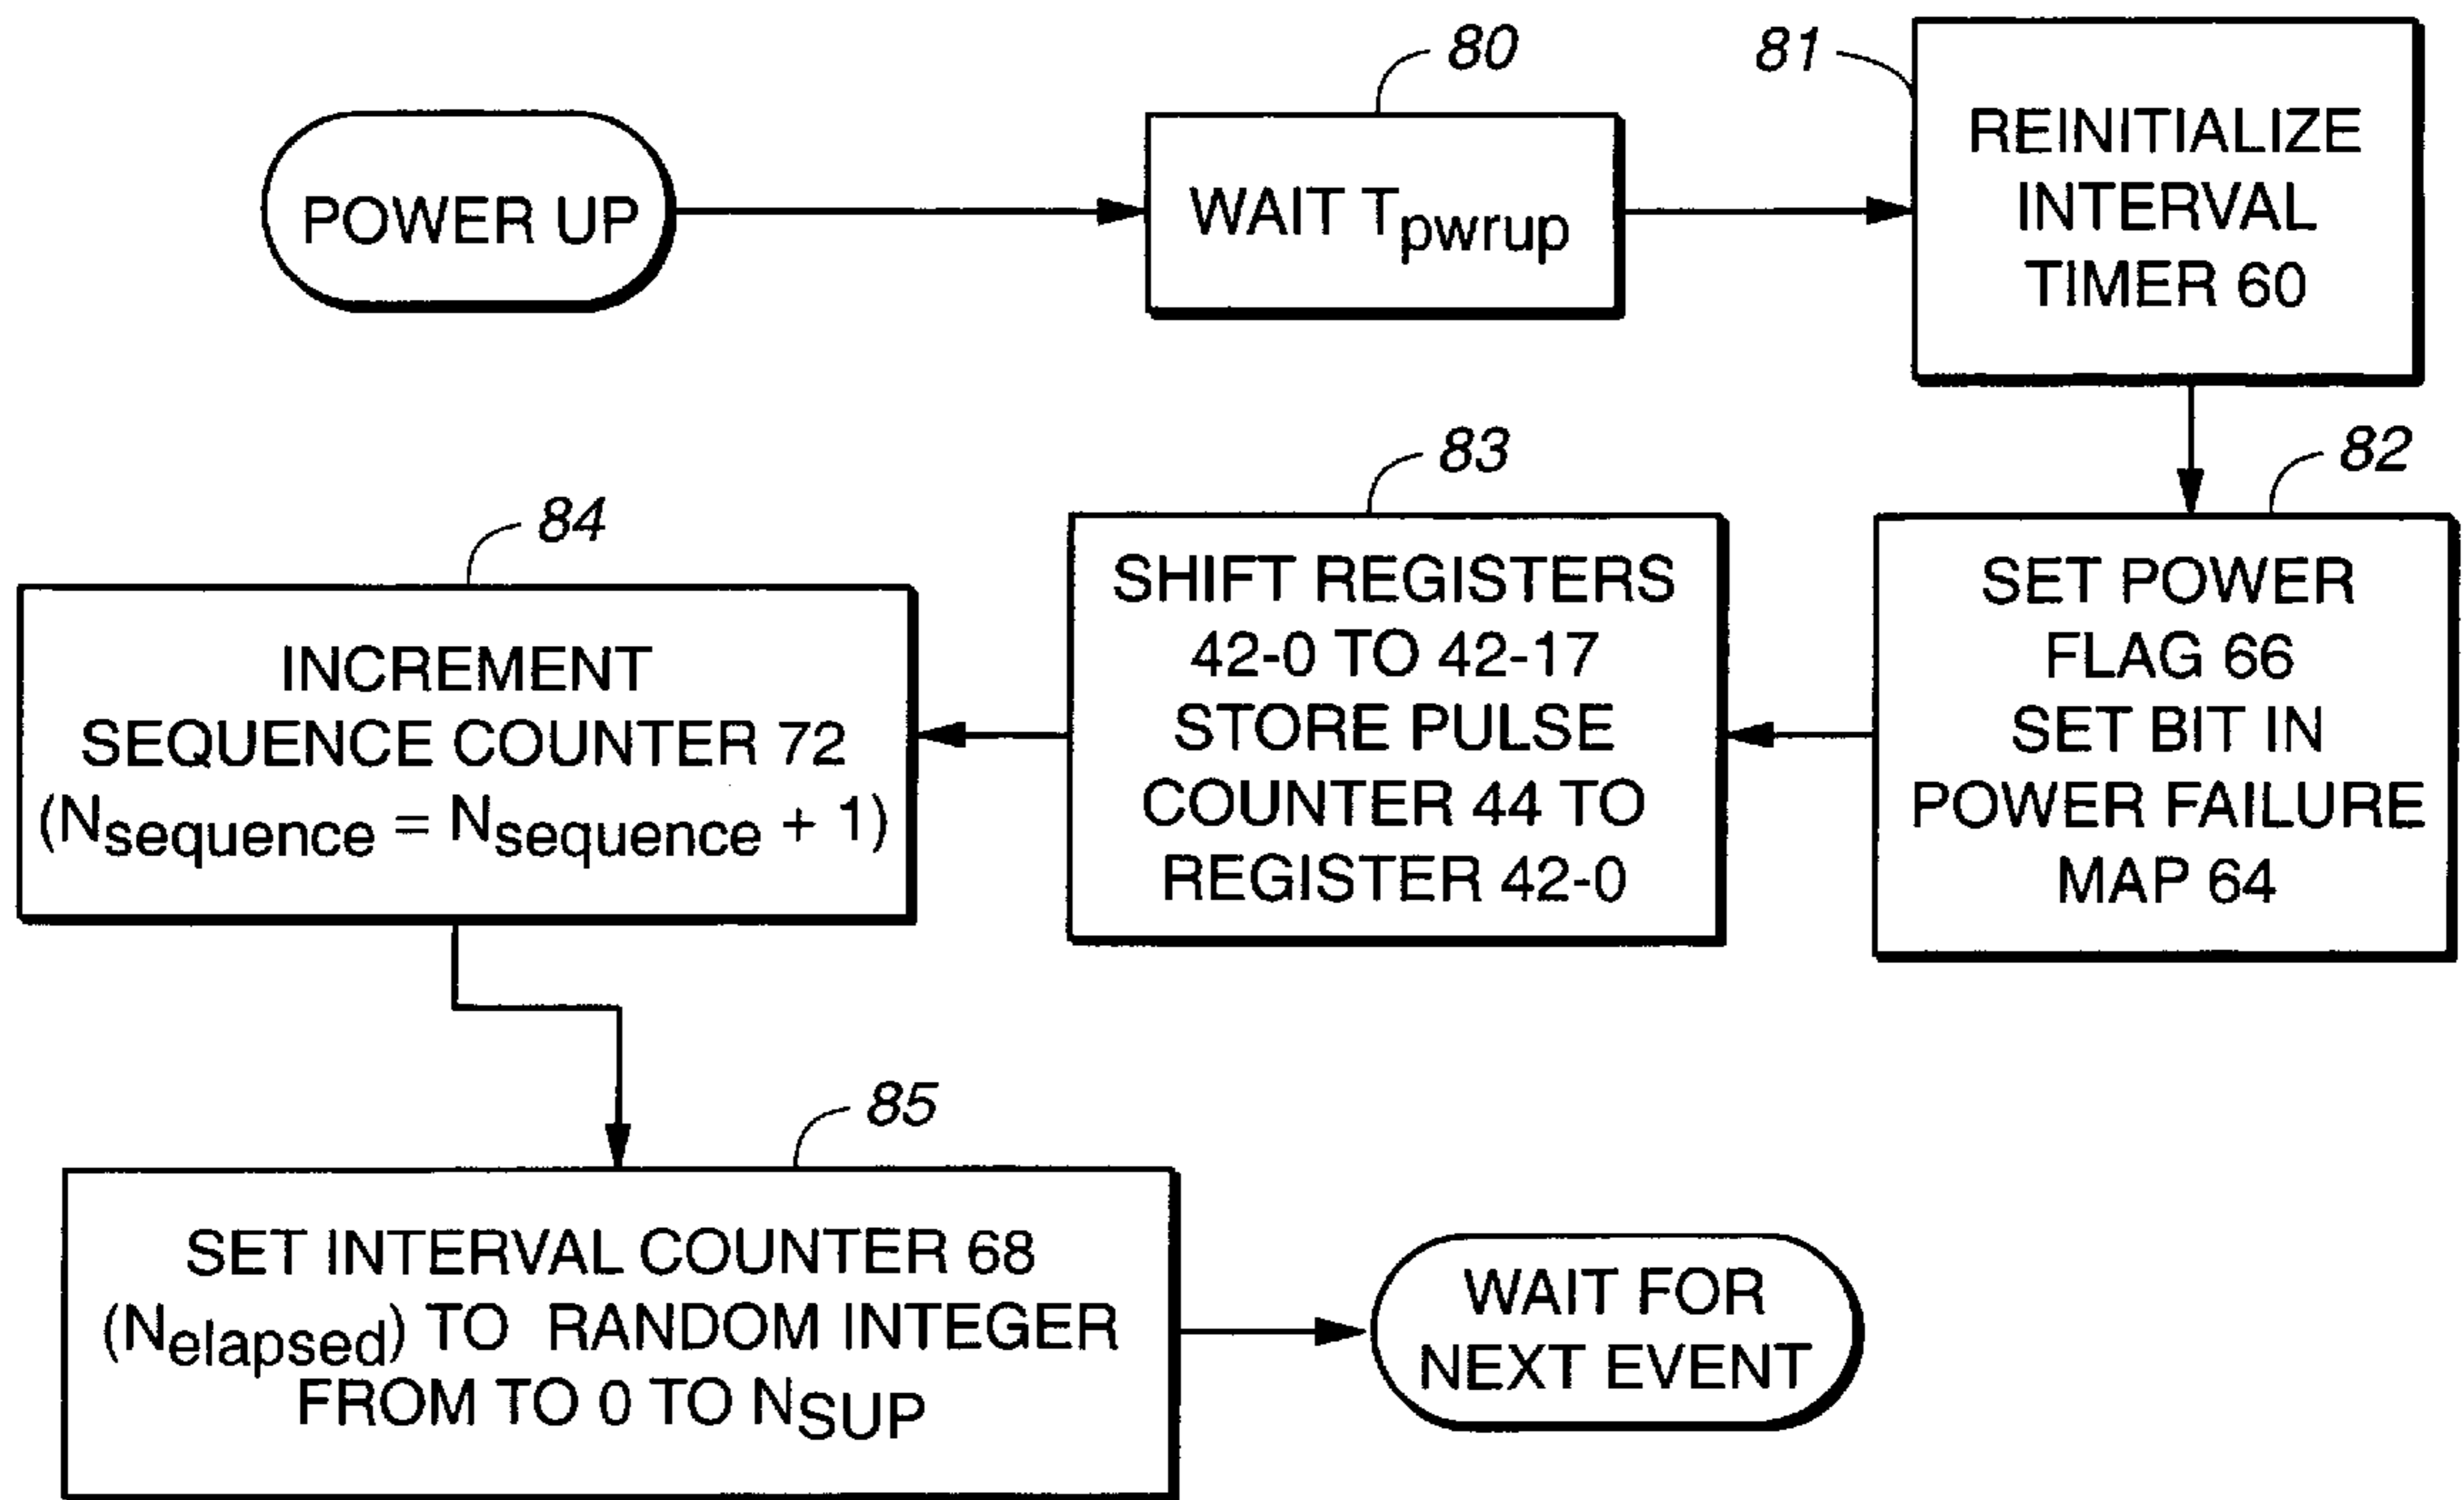 80
81
POWER UP
WAIT Tpwrup
REINITIALIZE
INTERVAL
TIMER 60
82
83
84
SET POWER
FLAG 66
SET BIT IN
POWER FAILURE
MAP 64
SHIFT REGISTERS
42-0 TO 42-17
STORE PULSE
COUNTER 44 TO
REGISTER 42-0
INCREMENT
SEQUENCE COUNTER 72
(Nsequence = Nsequence + 1)
85
SET INTERVAL COUNTER 68
(Nelapsed) TO RANDOM INTEGER
FROM TO 0 TO NSUP
WAIT FOR
NEXT EVENT